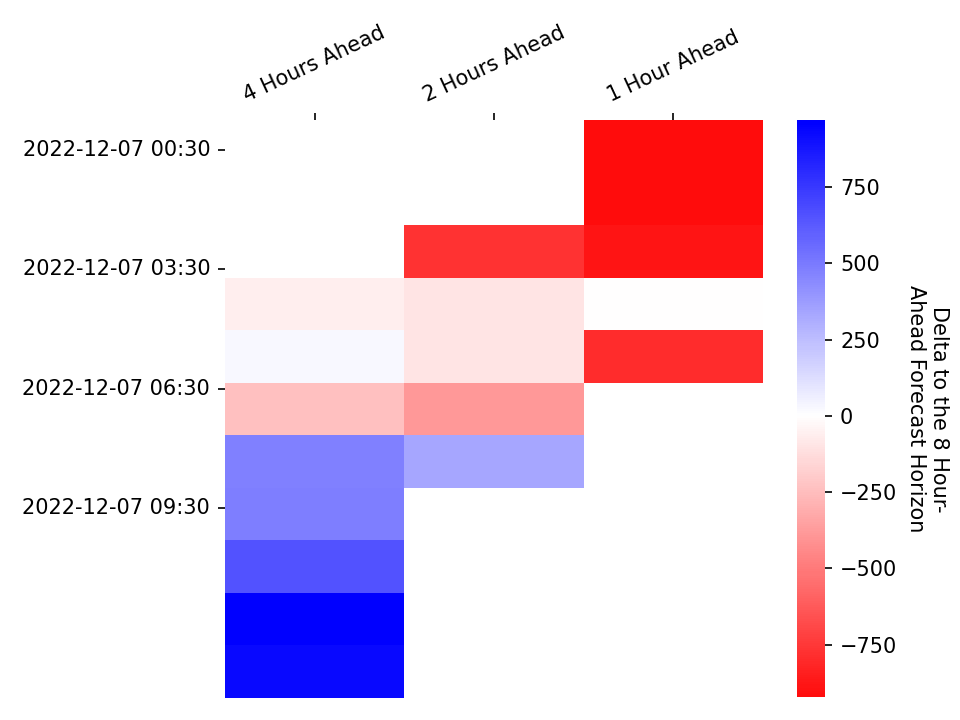 4 Hours Ahead
2 Hours Ahead
1 Hour Ahead
2022-12-07 00:30
2022-12-07 03:30
2022-12-07 06:30
2022-12-07 09:30
750
500
250
0
−250
−500
−750
Delta to the 8 Hour-
Ahead Forecast Horizon